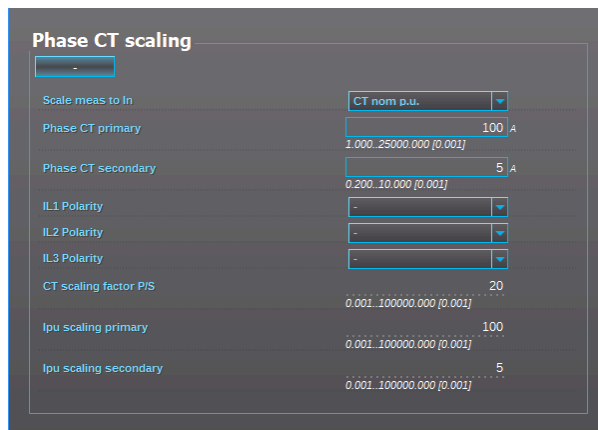 Phase CT scaling
-
Scale meas to In CT nom p.u.
Phase CT primary 100 A
1.000..25000.000 [0.001]
Phase CT secondary 5 A
0.200..10.000 [0.001]
IL1 Polarity -
IL2 Polarity -
IL3 Polarity -
CT scaling factor P/S 20
0.001..100000.000 [0.001]
Ipu scaling primary 100
0.001..100000.000 [0.001]
Ipu scaling secondary 5
0.001..100000.000 [0.001]